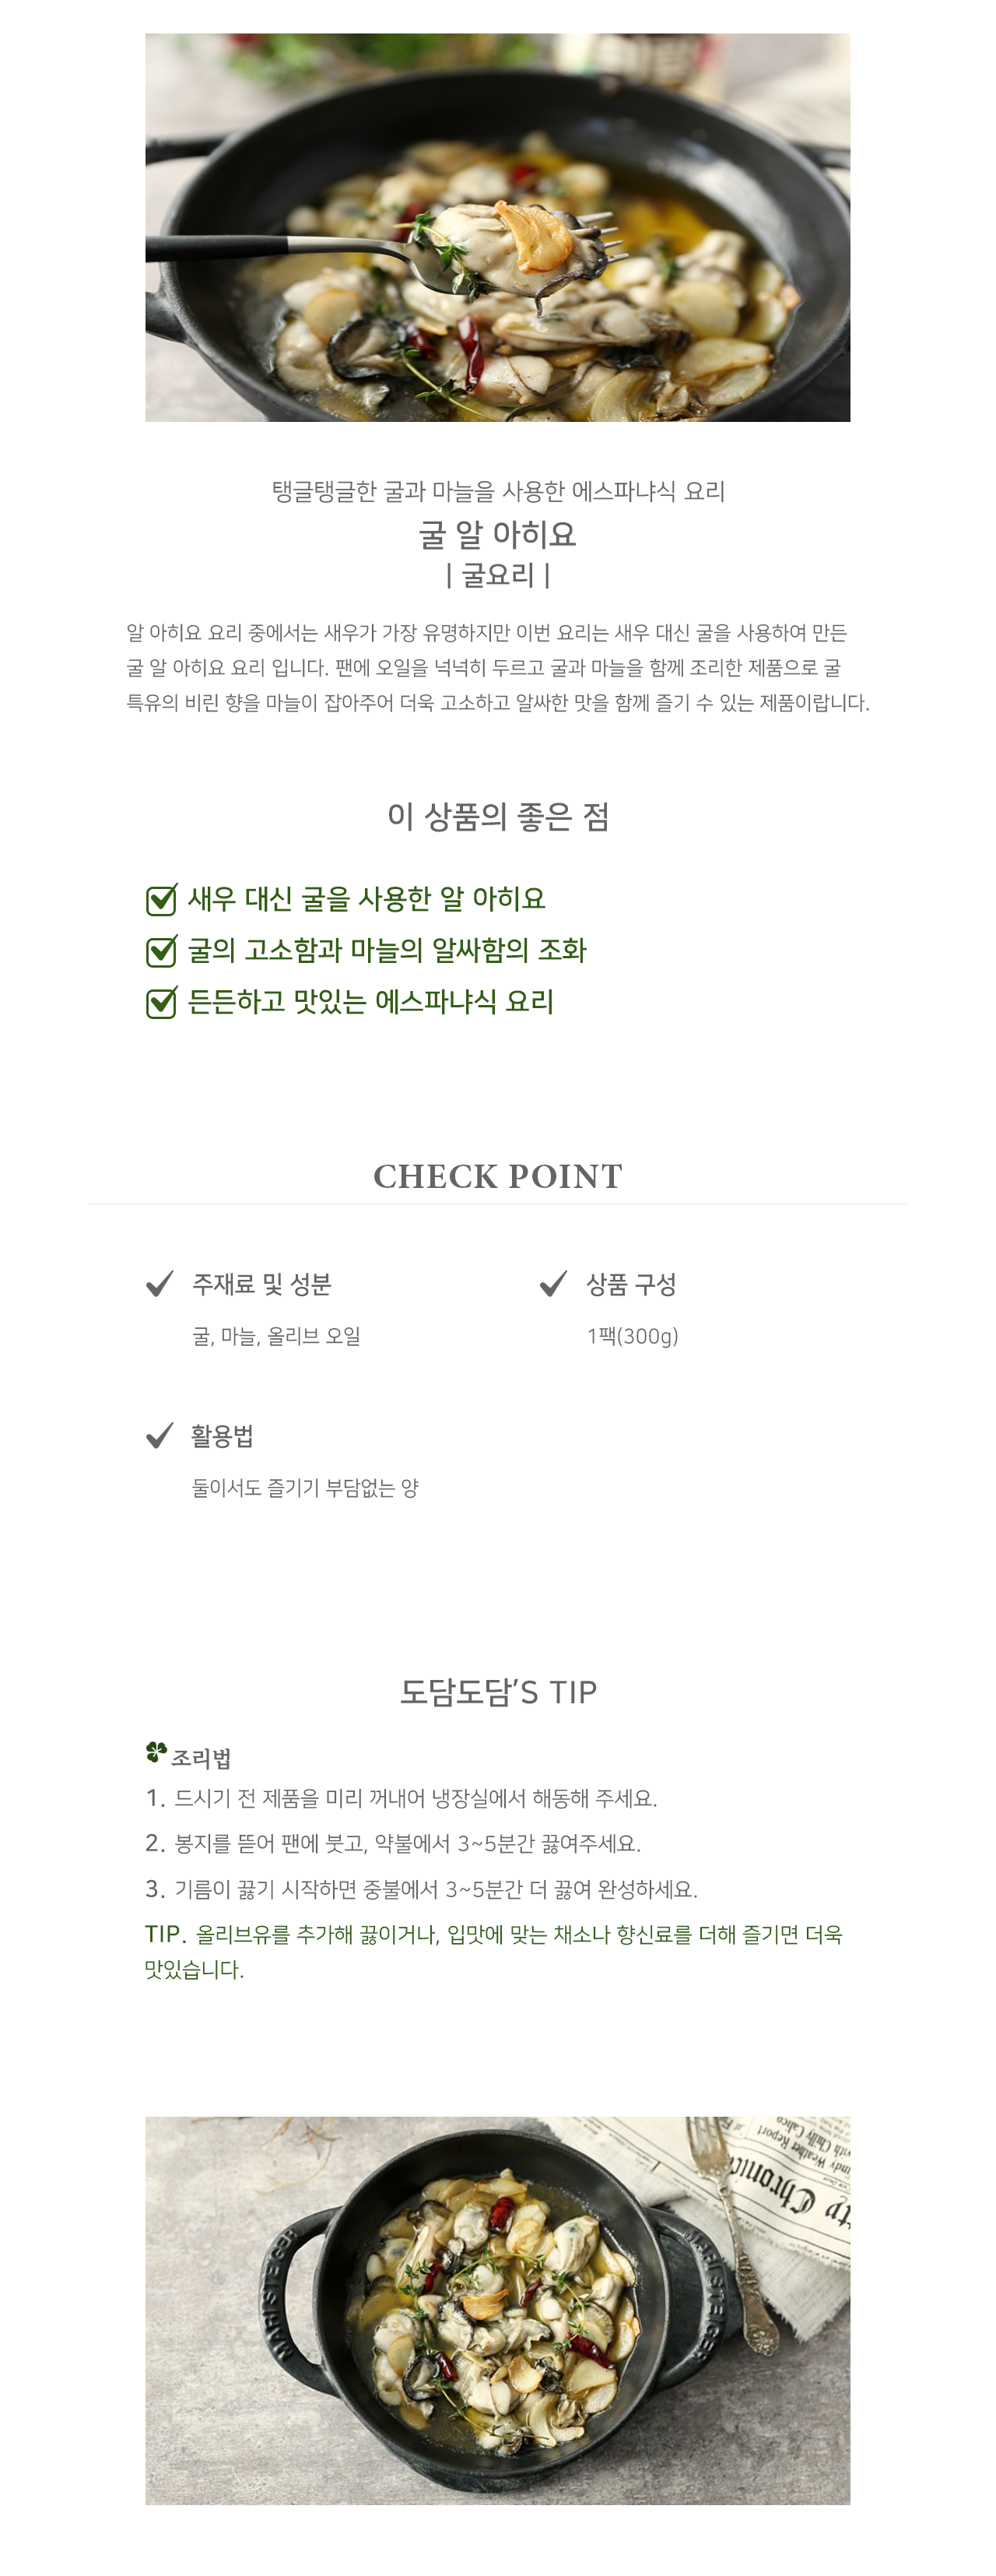 탱글탱글한 굴과 마늘을 사용한 에스파냐식 요리
굴 알 아히요
| 굴요리 |
알 아히요 요리 중에서는 새우가 가장 유명하지만 이번 요리는 새우 대신 굴을 사용하여 만든
굴 알 아히요 요리 입니다. 팬에 오일을 넉넉히 두르고 굴과 마늘을 함께 조리한 제품으로 굴
특유의 비린 향을 마늘이 잡아주어 더욱 고소하고 알싸한 맛을 함께 즐기 수 있는 제품이랍니다.
이 상품의 좋은 점
새우 대신 굴을 사용한 알 아히요
굴의 고소함과 마늘의 알싸함의 조화
든든하고 맛있는 에스파냐식 요리
CHECK POINT
주재료 및 성분
굴, 마늘, 올리브 오일
상품 구성
1팩(300g)
활용법
둘이서도 즐기기 부담없는 양
도담도담’S TIP
조리법
1. 드시기 전 제품을 미리 꺼내어 냉장실에서 해동해 주세요.
2. 봉지를 뜯어 팬에 붓고, 약불에서 3~5분간 끓여주세요.
3. 기름이 끓기 시작하면 중불에서 3~5분간 더 끓여 완성하세요.
TIP. 올리브유를 추가해 끓이거나, 입맛에 맞는 채소나 향신료를 더해 즐기면 더욱
맛있습니다.
with Chilly Calico
Weather Report
Chronic
MARISTEIGER
MARISTEIGER